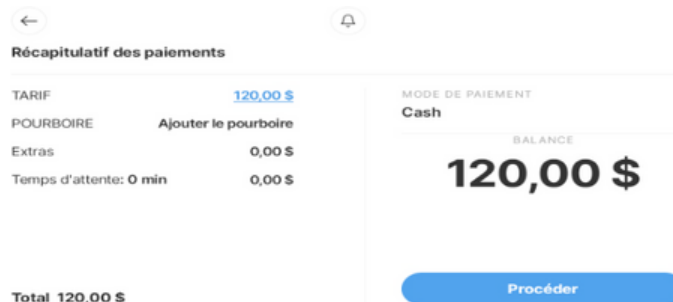 Récapitulatif des paiements
TARIF 120,00 $
POURBOIRE Ajouter le pourboire
Extras 0,00 $
Temps d'attente: 0 min 0,00 $
Total 120,00 $
MODE DE PAIEMENT
Cash
BALANCE
120,00 $
Procéder